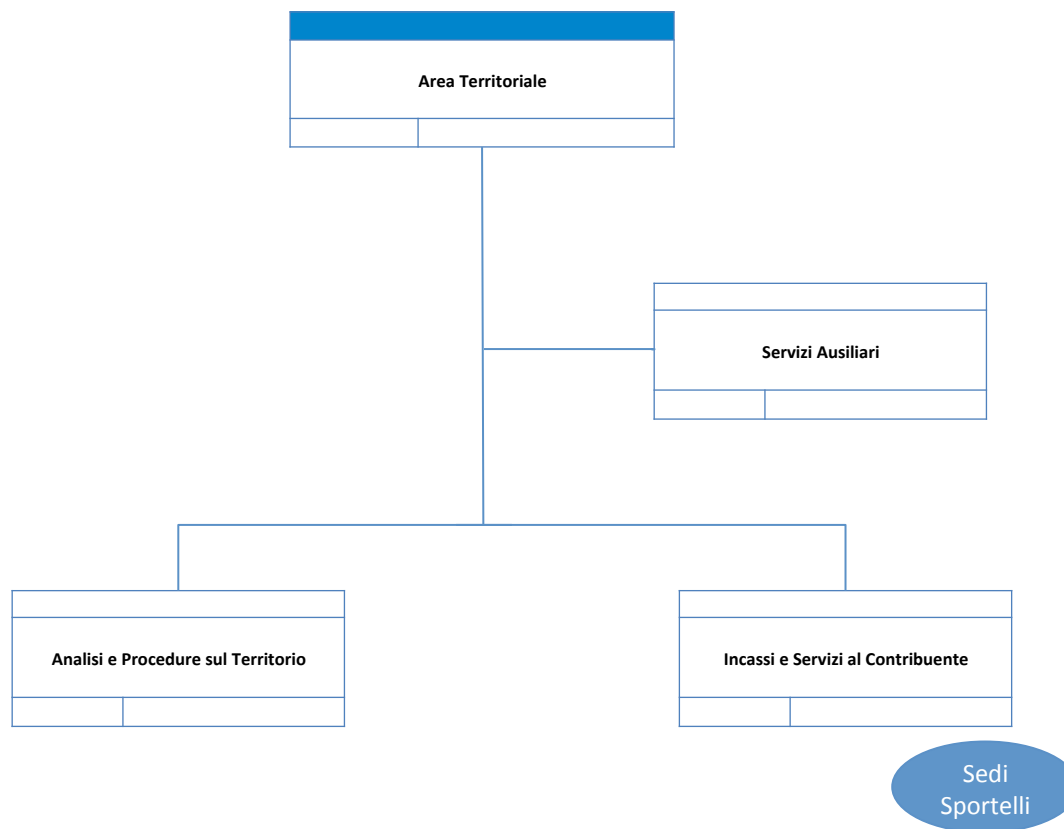 Area Territoriale
Servizi Ausiliari
Analisi e Procedure sul Territorio
Incassi e Servizi al Contribuente
Sedi
Sportelli